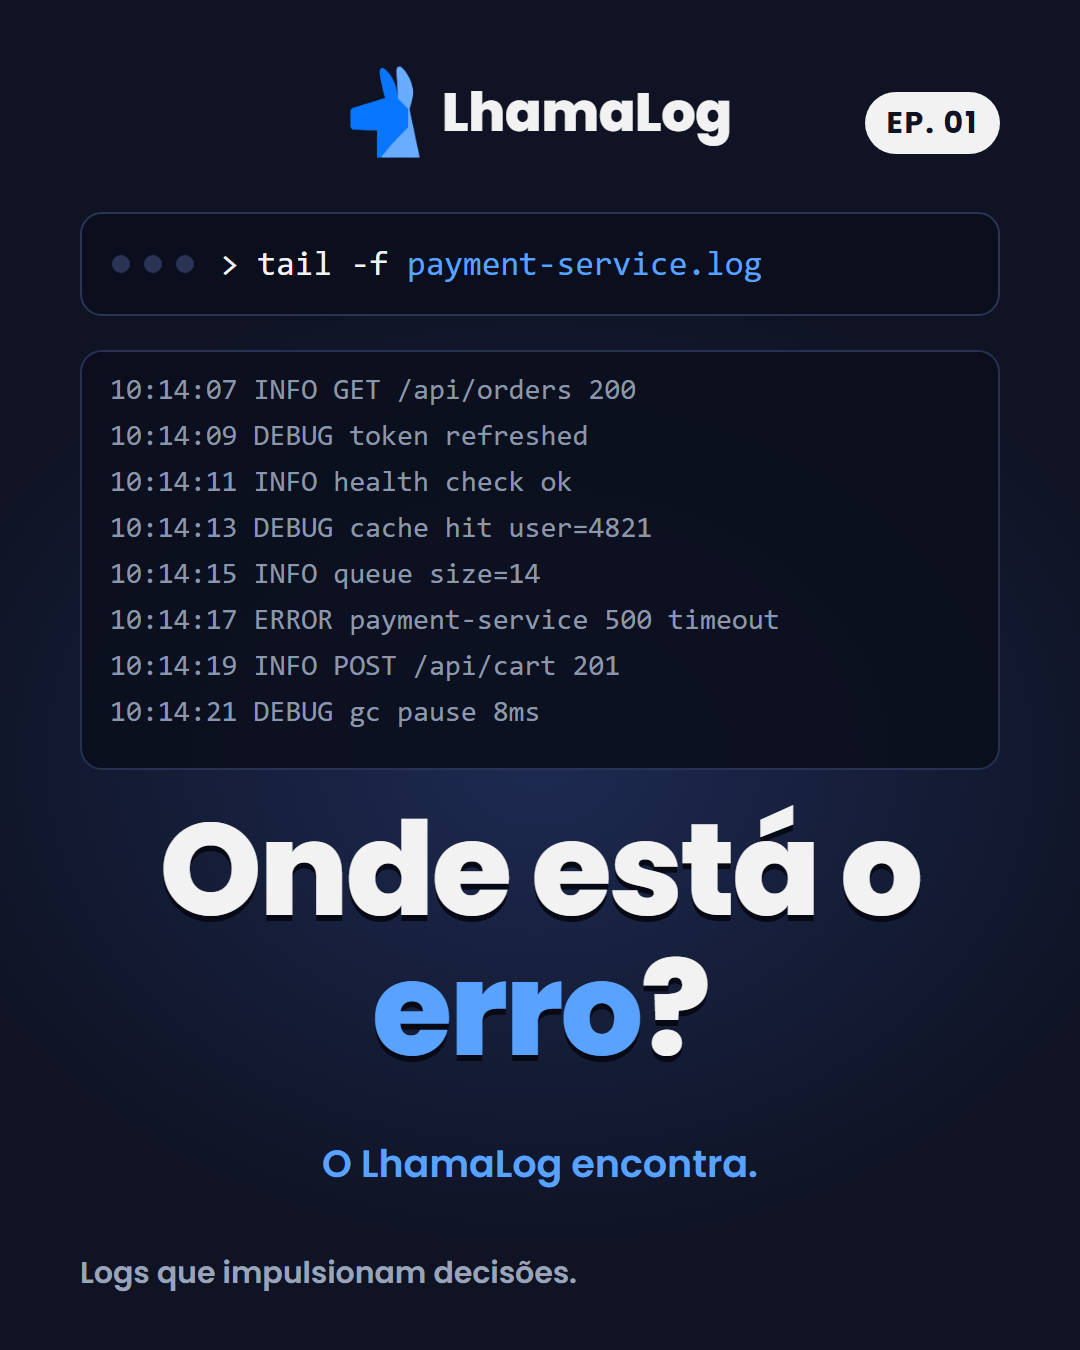 LhamaLog
EP. 01
> tail -f payment-service.log
10:14:07 INFO GET /api/orders 200
10:14:09 DEBUG token refreshed
10:14:11 INFO health check ok
10:14:13 DEBUG cache hit user=4821
10:14:15 INFO queue size=14
10:14:17 ERROR payment-service 500 timeout
10:14:19 INFO POST /api/cart 201
10:14:21 DEBUG gc pause 8ms
Onde está o
erro?
O LhamaLog encontra.
Logs que impulsionam decisões.